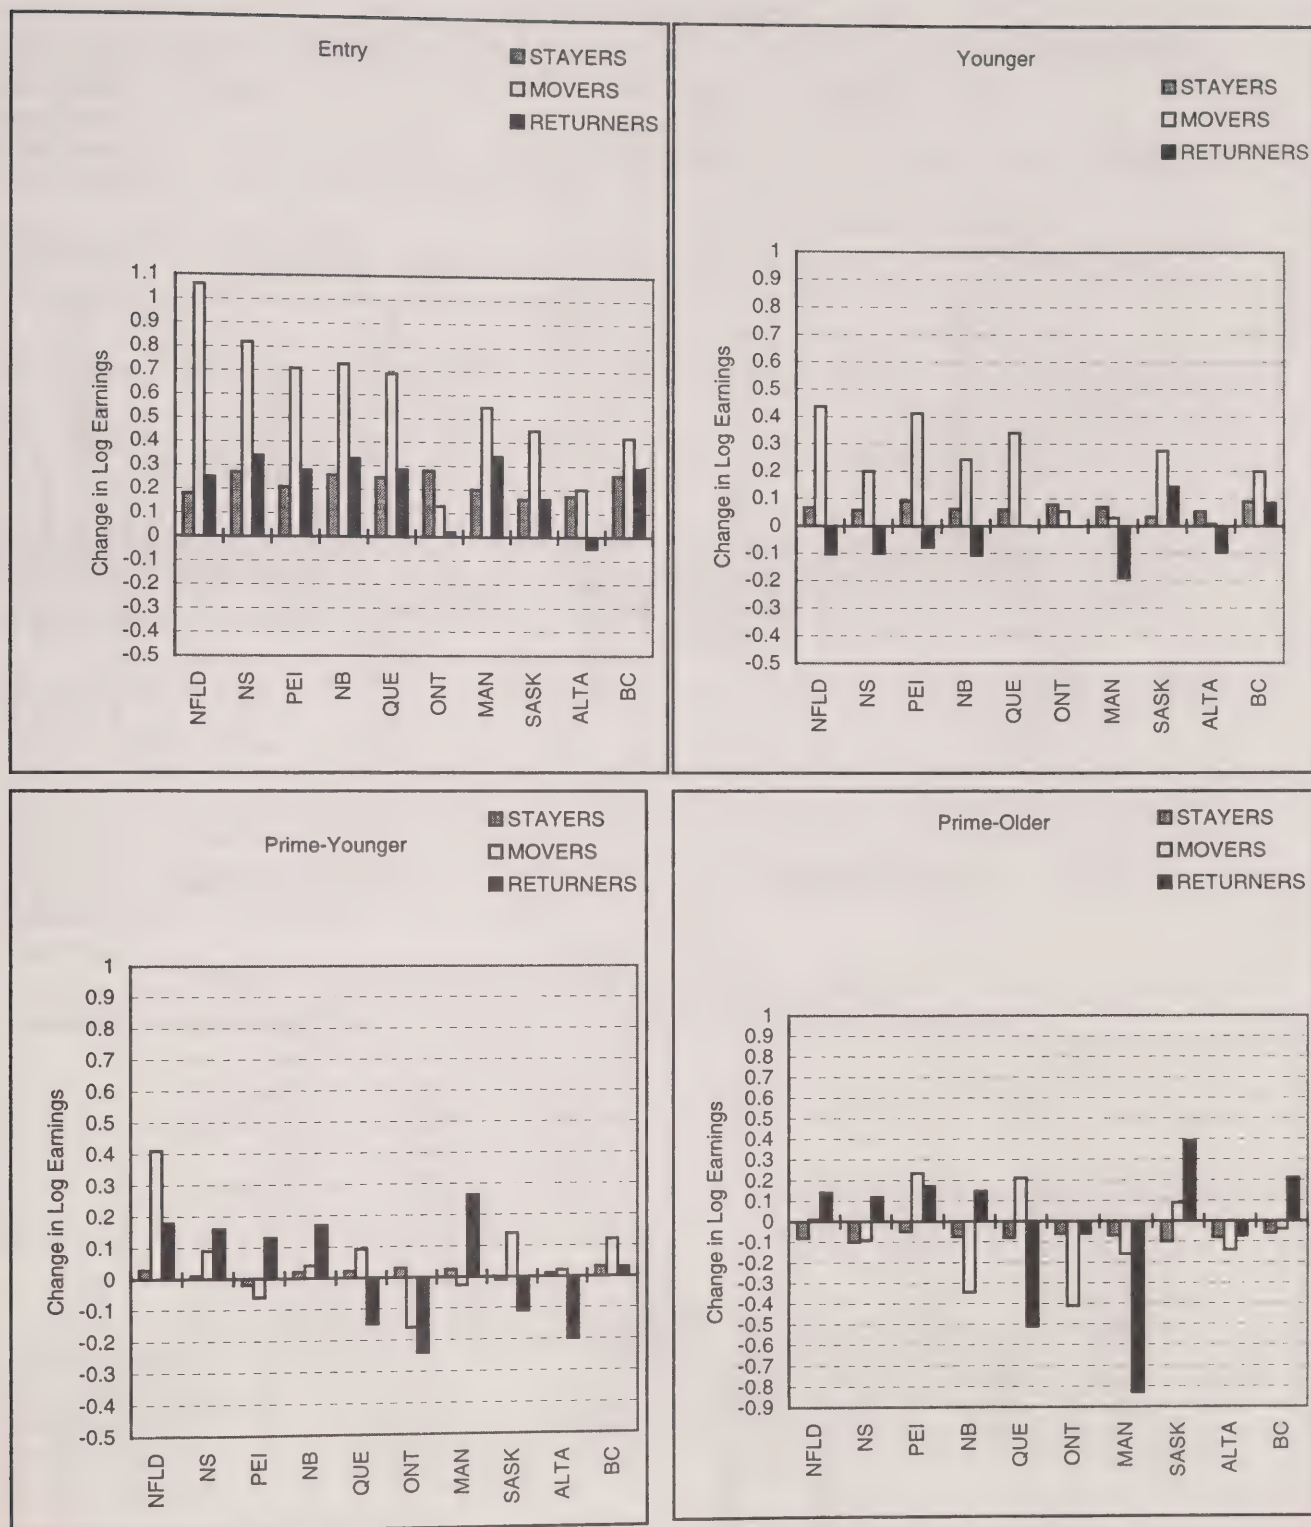 Entry
STAYERS
MOVERS
RETURNERS
Change in Log Earnings
1.1
1
0.9
0.8
0.7
0.6
0.5
0.4
0.3
0.2
0.1
0
-0.1
-0.2
-0.3
-0.4
-0.5
NFLD
NS
PEI
NB
QUE
ONT
MAN
SASK
ALTA
BC
Younger
STAYERS
MOVERS
RETURNERS
Change in Log Earnings
1
0.9
0.8
0.7
0.6
0.5
0.4
0.3
0.2
0.1
0
-0.1
-0.2
-0.3
-0.4
-0.5
NFLD
NS
PEI
NB
QUE
ONT
MAN
SASK
ALTA
BC
Prime-Younger
STAYERS
MOVERS
RETURNERS
Change in Log Earnings
1
0.9
0.8
0.7
0.6
0.5
0.4
0.3
0.2
0.1
0
-0.1
-0.2
-0.3
-0.4
-0.5
NFLD
NS
PEI
NB
QUE
ONT
MAN
SASK
ALTA
BC
Prime-Older
STAYERS
MOVERS
RETURNERS
Change in Log Earnings
1
0.9
0.8
0.7
0.6
0.5
0.4
0.3
0.2
0.1
0
-0.1
-0.2
-0.3
-0.4
-0.5
-0.6
-0.7
-0.8
-0.9
NFLD
NS
PEI
NB
QUE
ONT
MAN
SASK
ALTA
BC